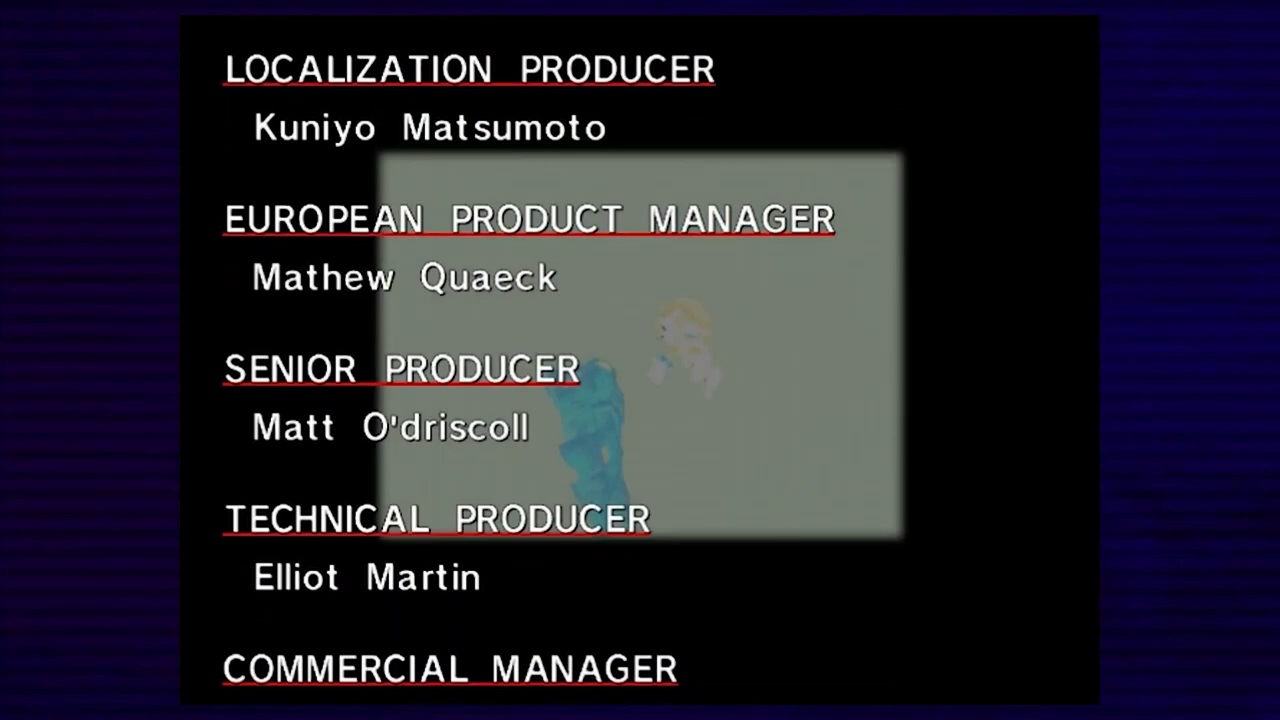 LOCALIZATION PRODUCER
Kuniyo Matsumoto
EUROPEAN PRODUCT MANAGER
Mathew Quaeck
SENIOR PRODUCER
Matt O'driscoll
TECHNICAL PRODUCER
Elliot Martin
COMMERCIAL MANAGER